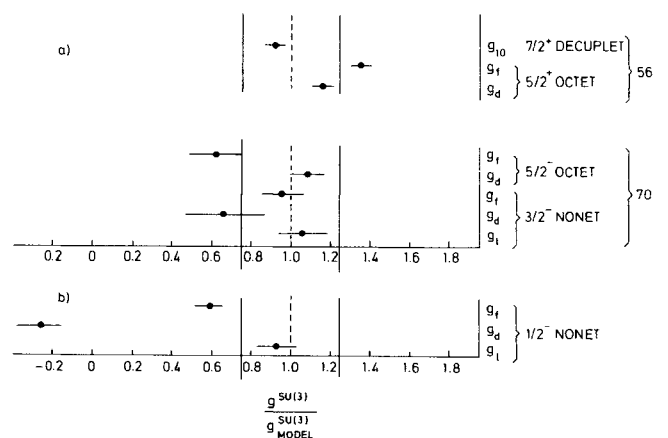 a)
g10 7/2+ DECUPLET
gf
gd } 5/2+ OCTET
} 56
gf
gd } 5/2− OCTET
gf
gd } 3/2− NONET
g1
} 70
0.2 0 0.2 0.4 0.6 0.8 1.0 1.2 1.4 1.6 1.8
b)
gf
gd } 1/2− NONET
g1
−0.2 0 0.2 0.4 0.6 0.8 1.0 1.2 1.4 1.6 1.8
g SU(3)
g SU(3) MODEL